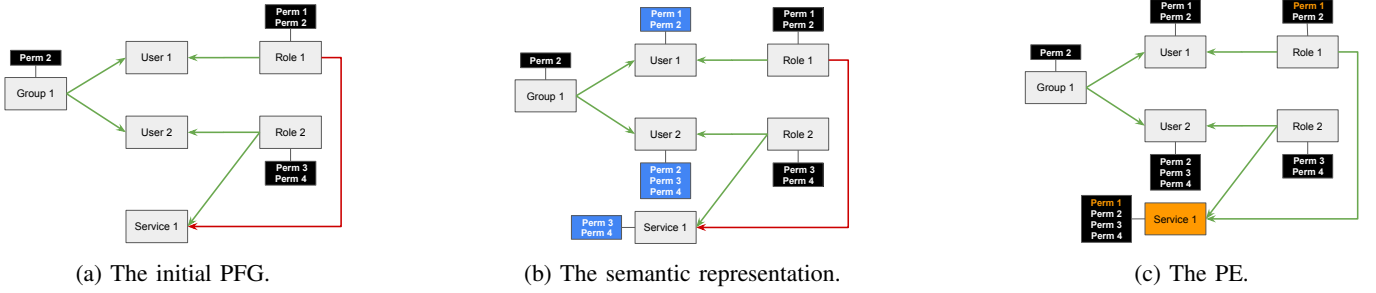 Perm 1
Perm 2
Perm 2
User 1
Role 1
Group 1
User 2
Role 2
Perm 3
Perm 4
Service 1
(a) The initial PFG.
Perm 1
Perm 2
Perm 1
Perm 2
Perm 2
User 1
Role 1
Group 1
User 2
Role 2
Perm 2
Perm 3
Perm 4
Perm 3
Perm 4
Perm 3
Perm 4
Service 1
(b) The semantic representation.
Perm 1
Perm 2
Perm 1
Perm 2
Perm 2
User 1
Role 1
Group 1
User 2
Role 2
Perm 2
Perm 3
Perm 4
Perm 3
Perm 4
Perm 1
Perm 2
Perm 3
Perm 4
Service 1
(c) The PE.